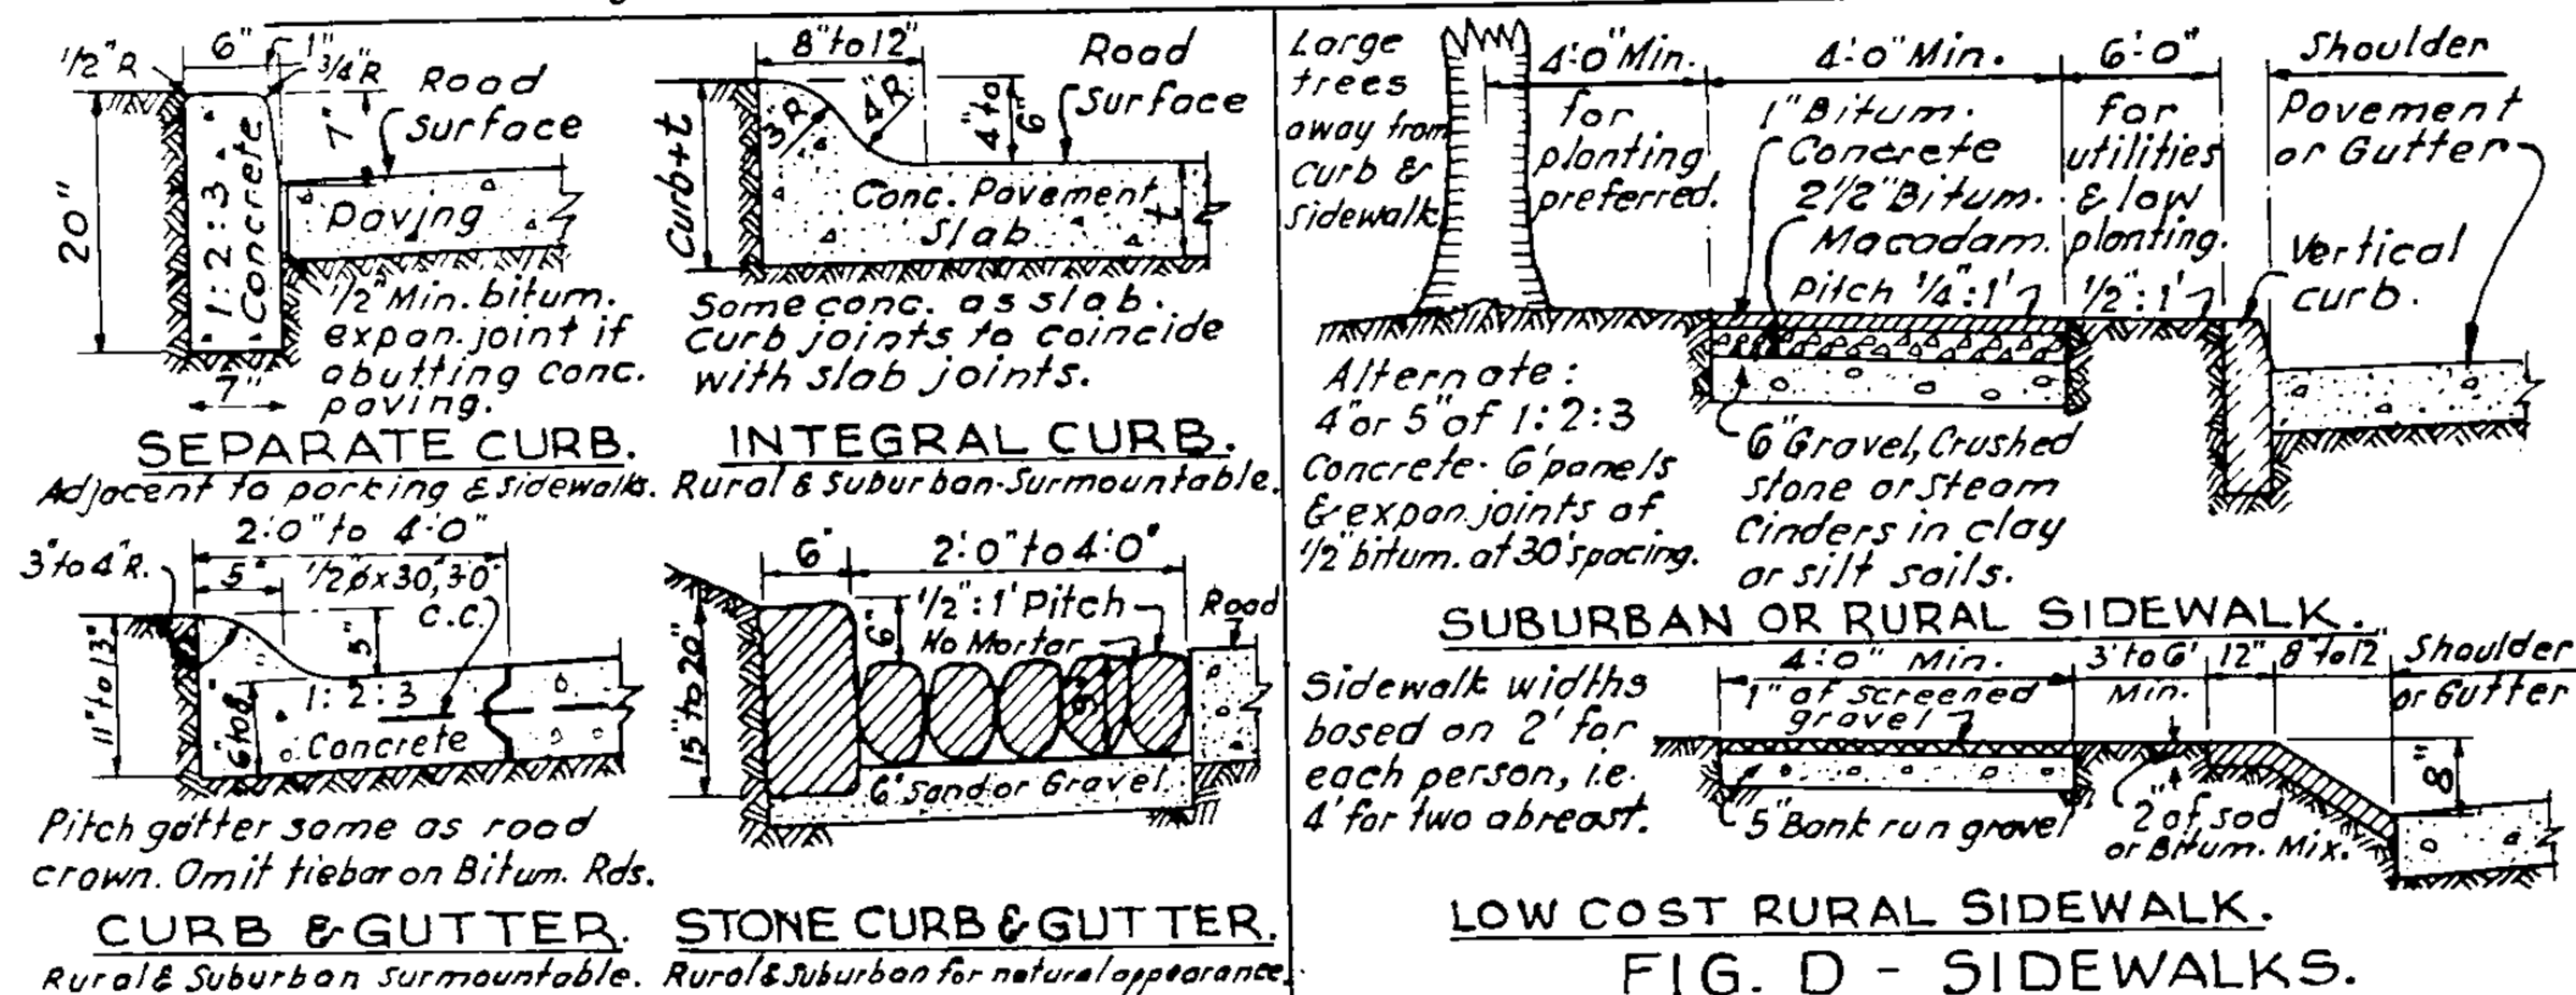 6"
1"
1/2" R
3/4" R
Road
Surface
7"
20"
1:2:3
Concrete
Paving
1/2" Min. bitum.
expan. joint if
abutting conc.
paving.
7"
SEPARATE CURB.
Adjacent to parking & sidewalks.
8" to 12"
Road
Surface
3" R.
4" R.
4" to
6"
Curb + t
Conc. Pavement
Slab
t
Same conc. as slab.
Curb joints to coincide
with slab joints.
INTEGRAL CURB.
Rural & Suburban-Surmountable.
2'-0" to 4'-0"
3" to 4" R.
5"
1/2"ø x 30", 3'0"
C.C.
5"
11" to 13"
6" to 8"
1:2:3
Concrete
Pitch gutter same as road
crown. Omit tiebar on Bitum. Rds.
CURB & GUTTER.
Rural & Suburban Surmountable.
6"
2'-0" to 4'-0"
1/2":1' Pitch
No Mortar
Road
6"
15" to 20"
6" Sand or Gravel
STONE CURB & GUTTER.
Rural & Suburban for natural appearance.
Large
trees
away from
Curb &
Sidewalk
4'-0" Min.
for
planting
preferred.
4'-0" Min.
1" Bitum.
Concrete
2 1/2" Bitum.
Macadam.
Pitch 1/4":1'
6'-0"
for
utilities
& low
planting.
1/2":1'
Shoulder
Pavement
or Gutter
Vertical
curb.
Alternate:
4" or 5" of 1:2:3
Concrete. 6' panels
& expan. joints of
1/2" bitum. at 30' spacing.
6" Gravel, Crushed
stone or Steam
Cinders in clay
or silt soils.
SUBURBAN OR RURAL SIDEWALK.
Sidewalk widths
based on 2' for
each person, i.e.
4' for two abreast.
4'-0" Min.
1" of screened
gravel
3' to 6'
Min.
12"
8" to 12"
Shoulder
or Gutter
8"
5" Bank run gravel
2" of sod
or Bitum. Mix.
LOW COST RURAL SIDEWALK.
FIG. D - SIDEWALKS.